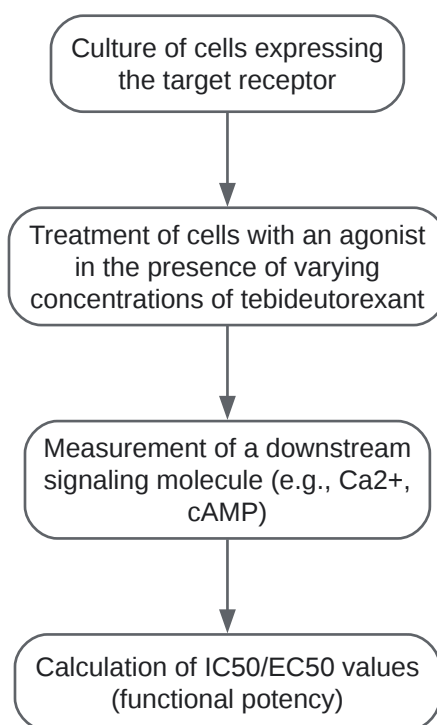 Culture of cells expressing
the target receptor
Treatment of cells with an agonist
in the presence of varying
concentrations of tebideutorexant
Measurement of a downstream
signaling molecule (e.g., Ca2+,
cAMP)
Calculation of IC50/EC50 values
(functional potency)